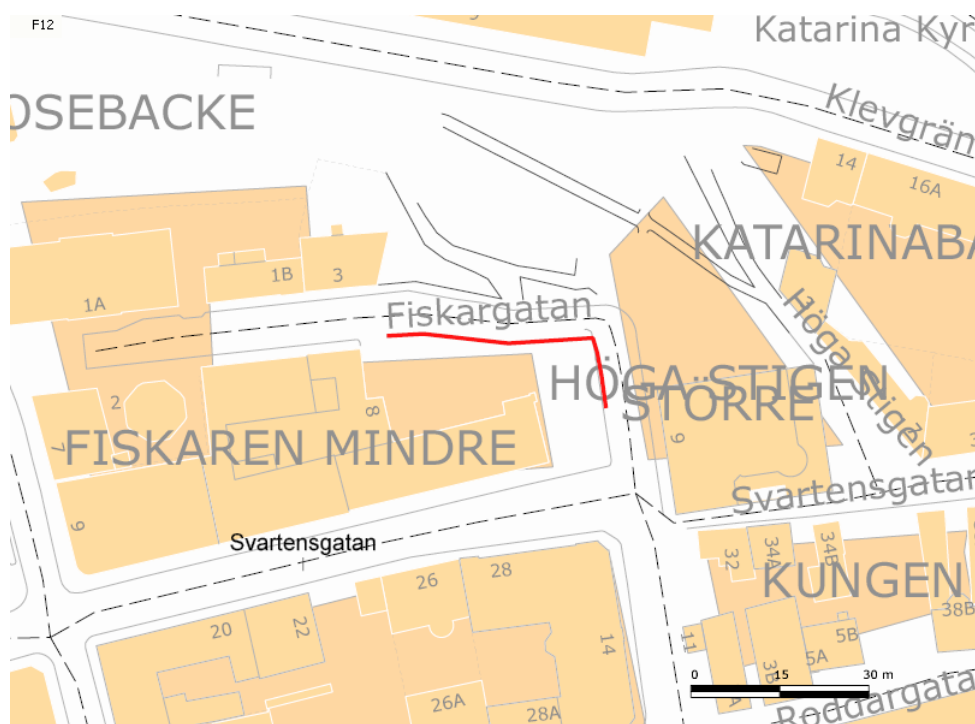 F12
Katarina Kyr
OSEBACKE
Klevgrän
14
16A
KATARINABA
1B
3
1A
Fiskargatan
Höga Stigen
HÖGA STIGEN
STÖRRE
2
8
7
9
FISKAREN MINDRE
Svartensgatan
9
Svartensgatan
32
34A
34B
KUNGEN
26
28
20
22
14
38B
11
5B
5A
3B
A
26A
28A
0 15 30 m
Roddargata